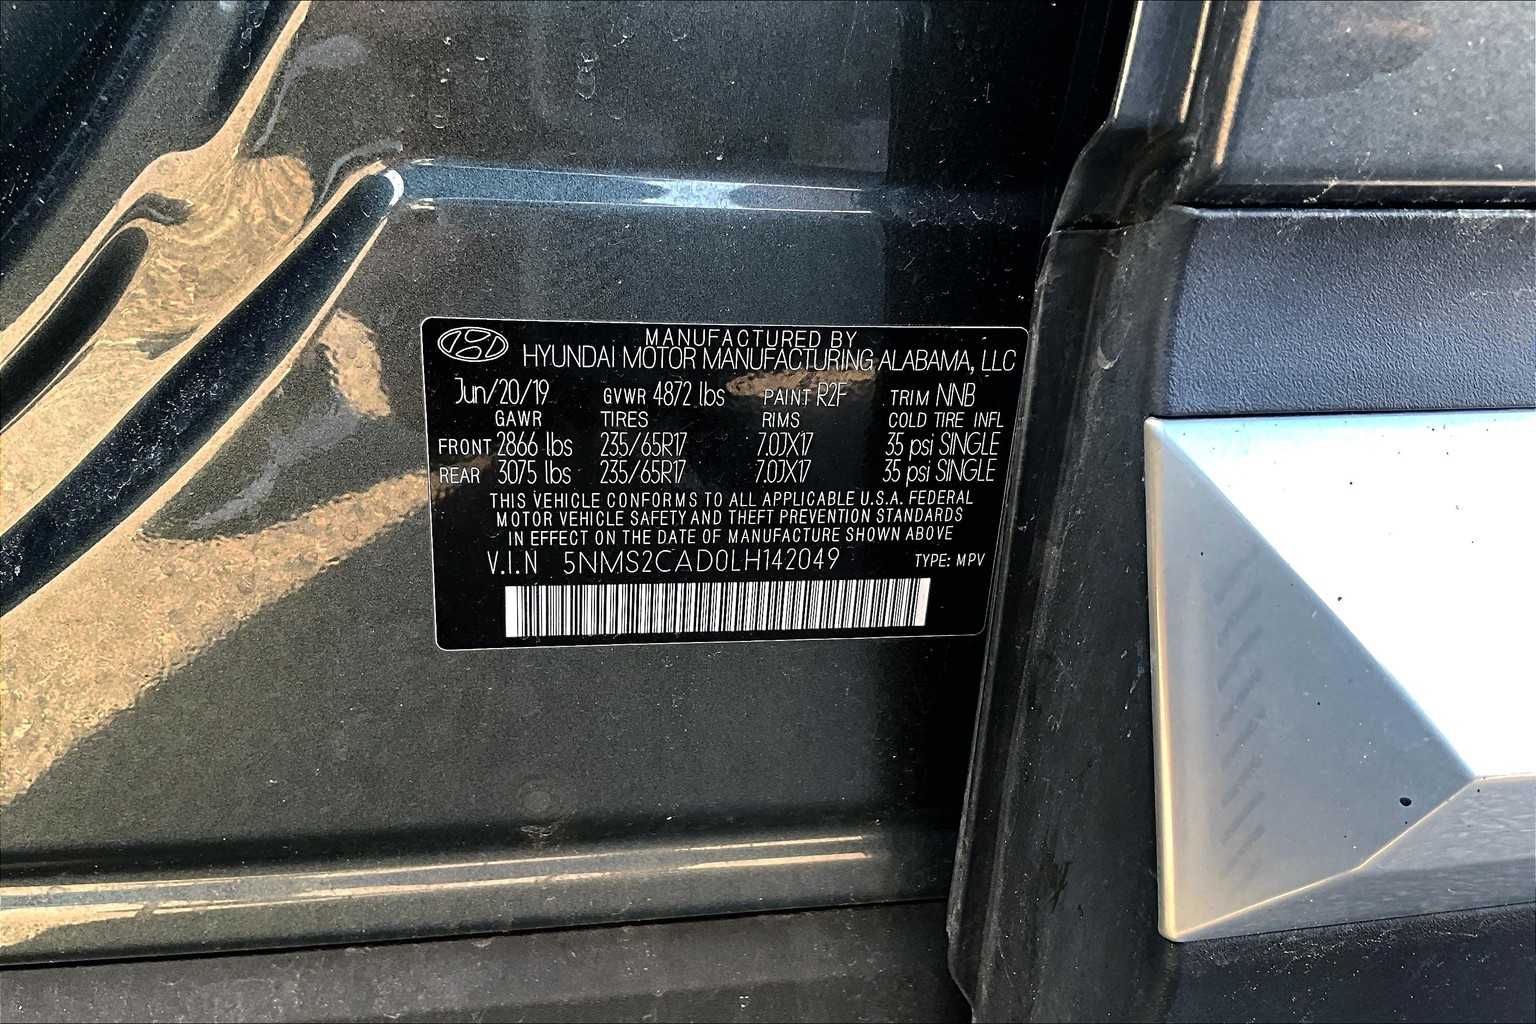 MANUFACTURED BY
HYUNDAI MOTOR MANUFACTURING ALABAMA, LLC
Jun/20/19 GVWR 4872 lbs PAINT R2F TRIM NNB
GAWR TIRES RIMS COLD TIRE INFL
FRONT 2866 lbs 235/65R17 7.0JX17 35 psi SINGLE
REAR 3075 lbs 235/65R17 7.0JX17 35 psi SINGLE
THIS VEHICLE CONFORMS TO ALL APPLICABLE U.S.A. FEDERAL
MOTOR VEHICLE SAFETY AND THEFT PREVENTION STANDARDS
IN EFFECT ON THE DATE OF MANUFACTURE SHOWN ABOVE
V.I.N 5NMS2CAD0LH142049 TYPE: MPV